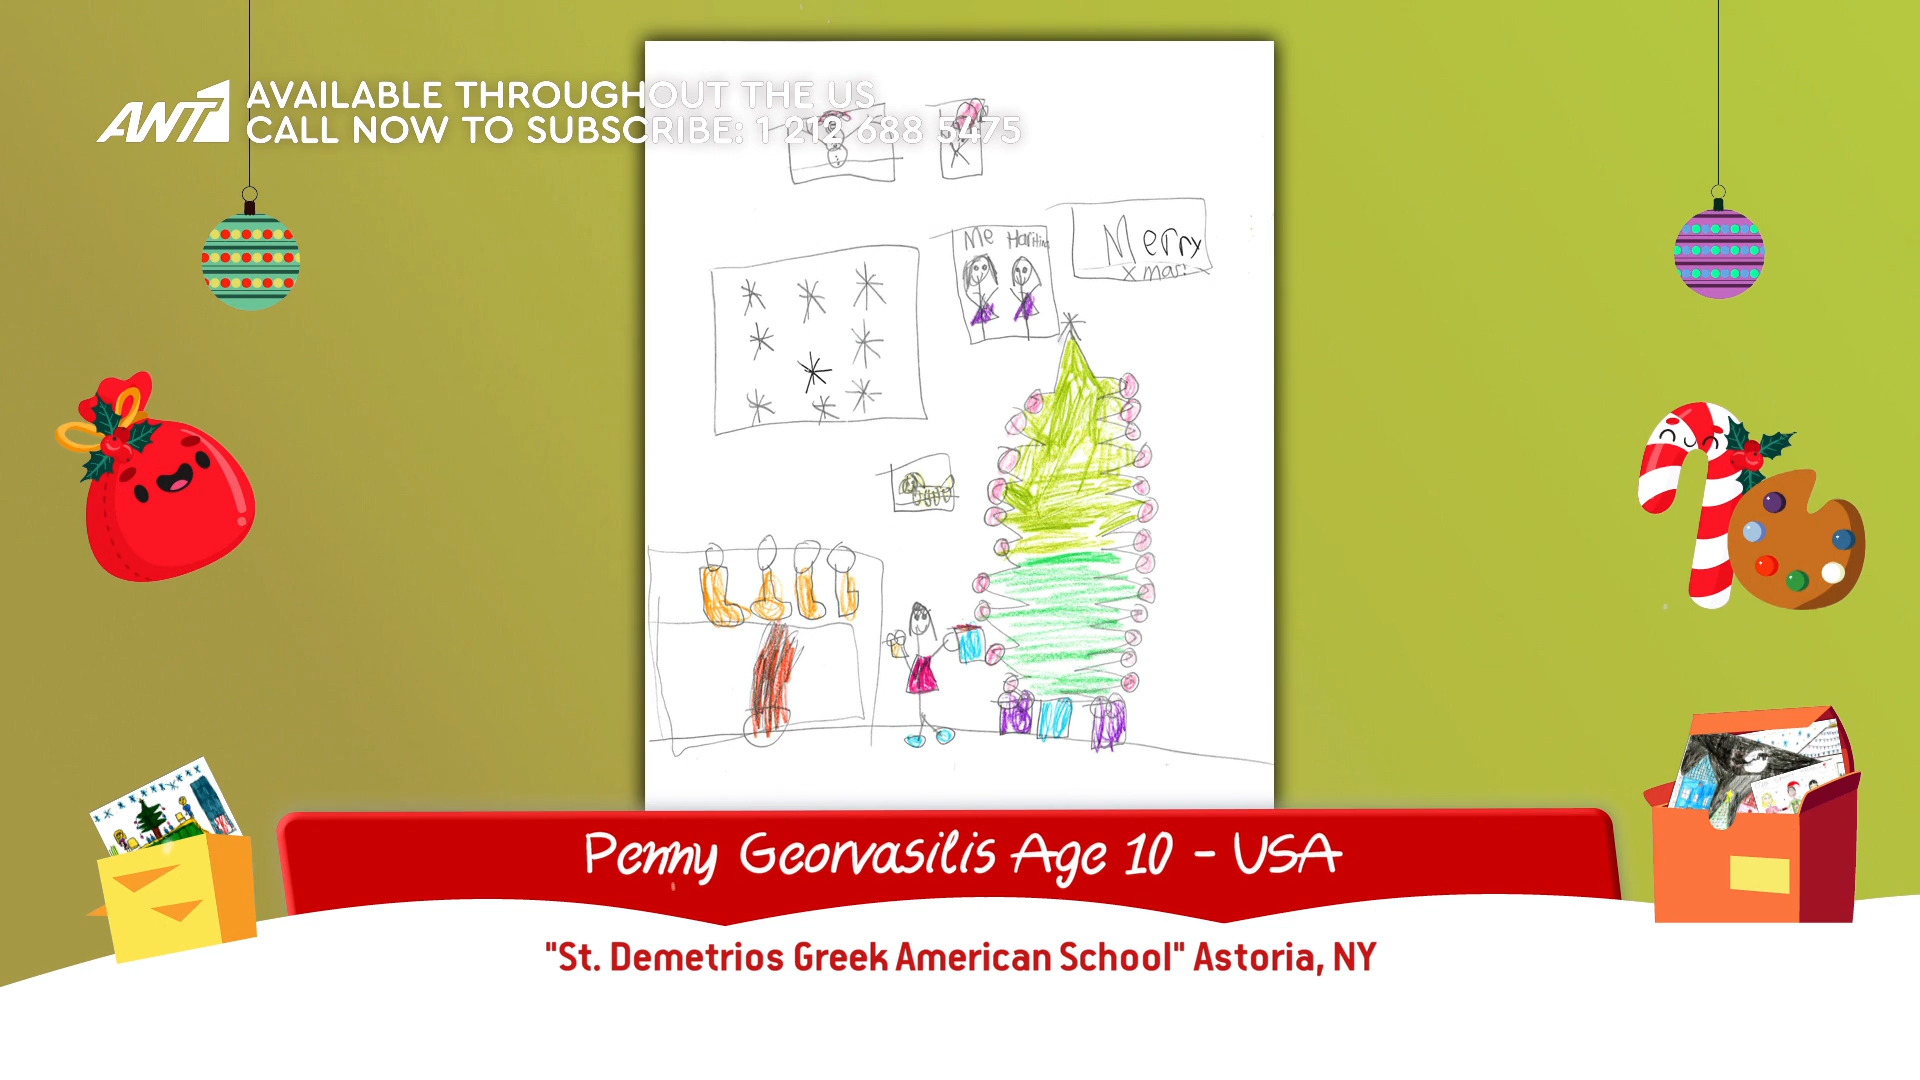 ANT1
AVAILABLE THROUGHOUT THE US
CALL NOW TO SUBSCRIBE: 1 212 688 5475
Me
Merry
xmas
Penny Georvasilis Age 10 - USA
"St. Demetrios Greek American School" Astoria, NY